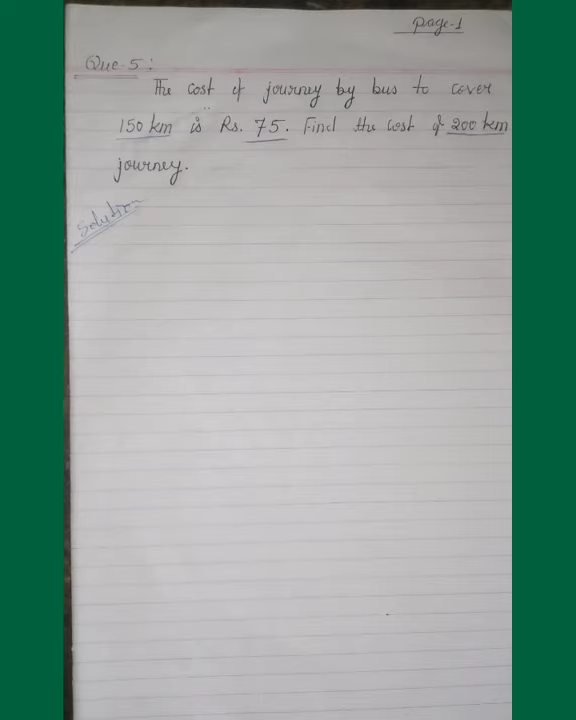 Page-1
Que-5:
The cost of journey by bus to cover
150 km is Rs. 75. Find the cost of 200 km
journey.
Solution